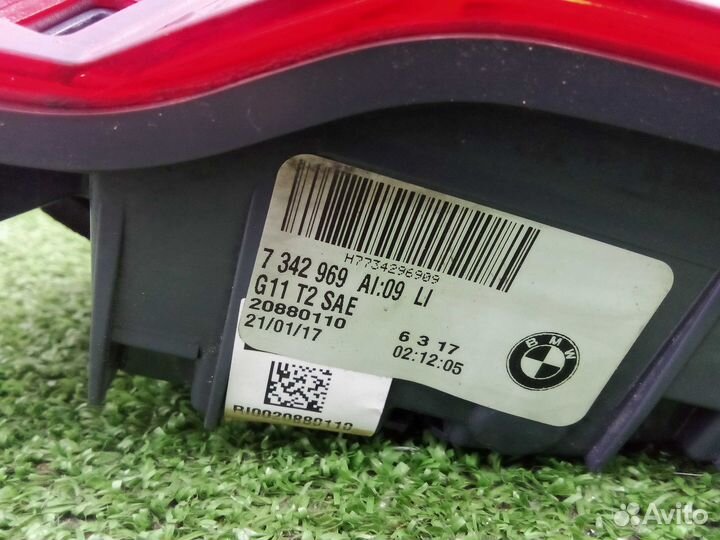 H7734296909
7 342 969 AI:09 LI
G11 T2 SAE
20880110
21/01/17
6 3 17
02:12:05
BMW
BI0020880110
Avito